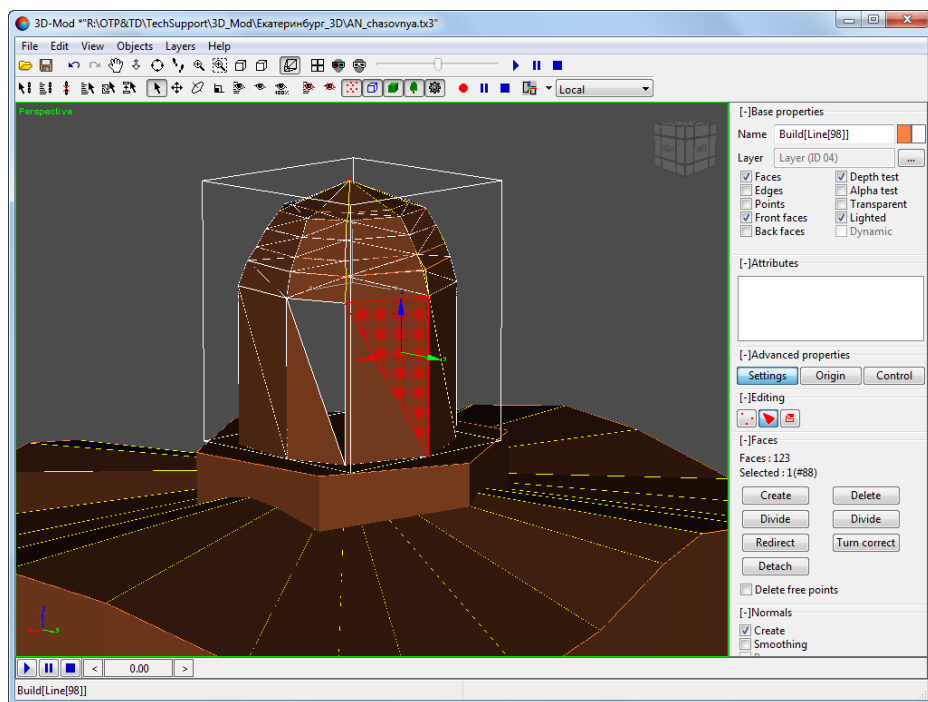 3D-Mod *"R:\OTP&TD\TechSupport\3D_Mod\Екатеринбург_3D\AN_chasovnya.tx3"
File Edit View Objects Layers Help
Local
Perspective
[-]Base properties
Name Build[Line[98]]
Layer Layer (ID 04) ...
Faces Depth test
Edges Alpha test
Points Transparent
Front faces Lighted
Back faces Dynamic
[-]Attributes
[-]Advanced properties
Settings Origin Control
[-]Editing
[-]Faces
Faces : 123
Selected : 1(#88)
Create Delete
Divide Divide
Redirect Turn correct
Detach
Delete free points
[-]Normals
Create
Smoothing
< 0.00 >
Build[Line[98]]